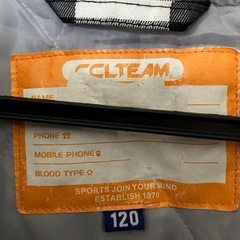 CCLTEAM
NAME
PHONE ☎
MOBILE PHONE
BLOOD TYPE
SPORTS JOIN YOUR MIND
ESTABLISH 1970
120